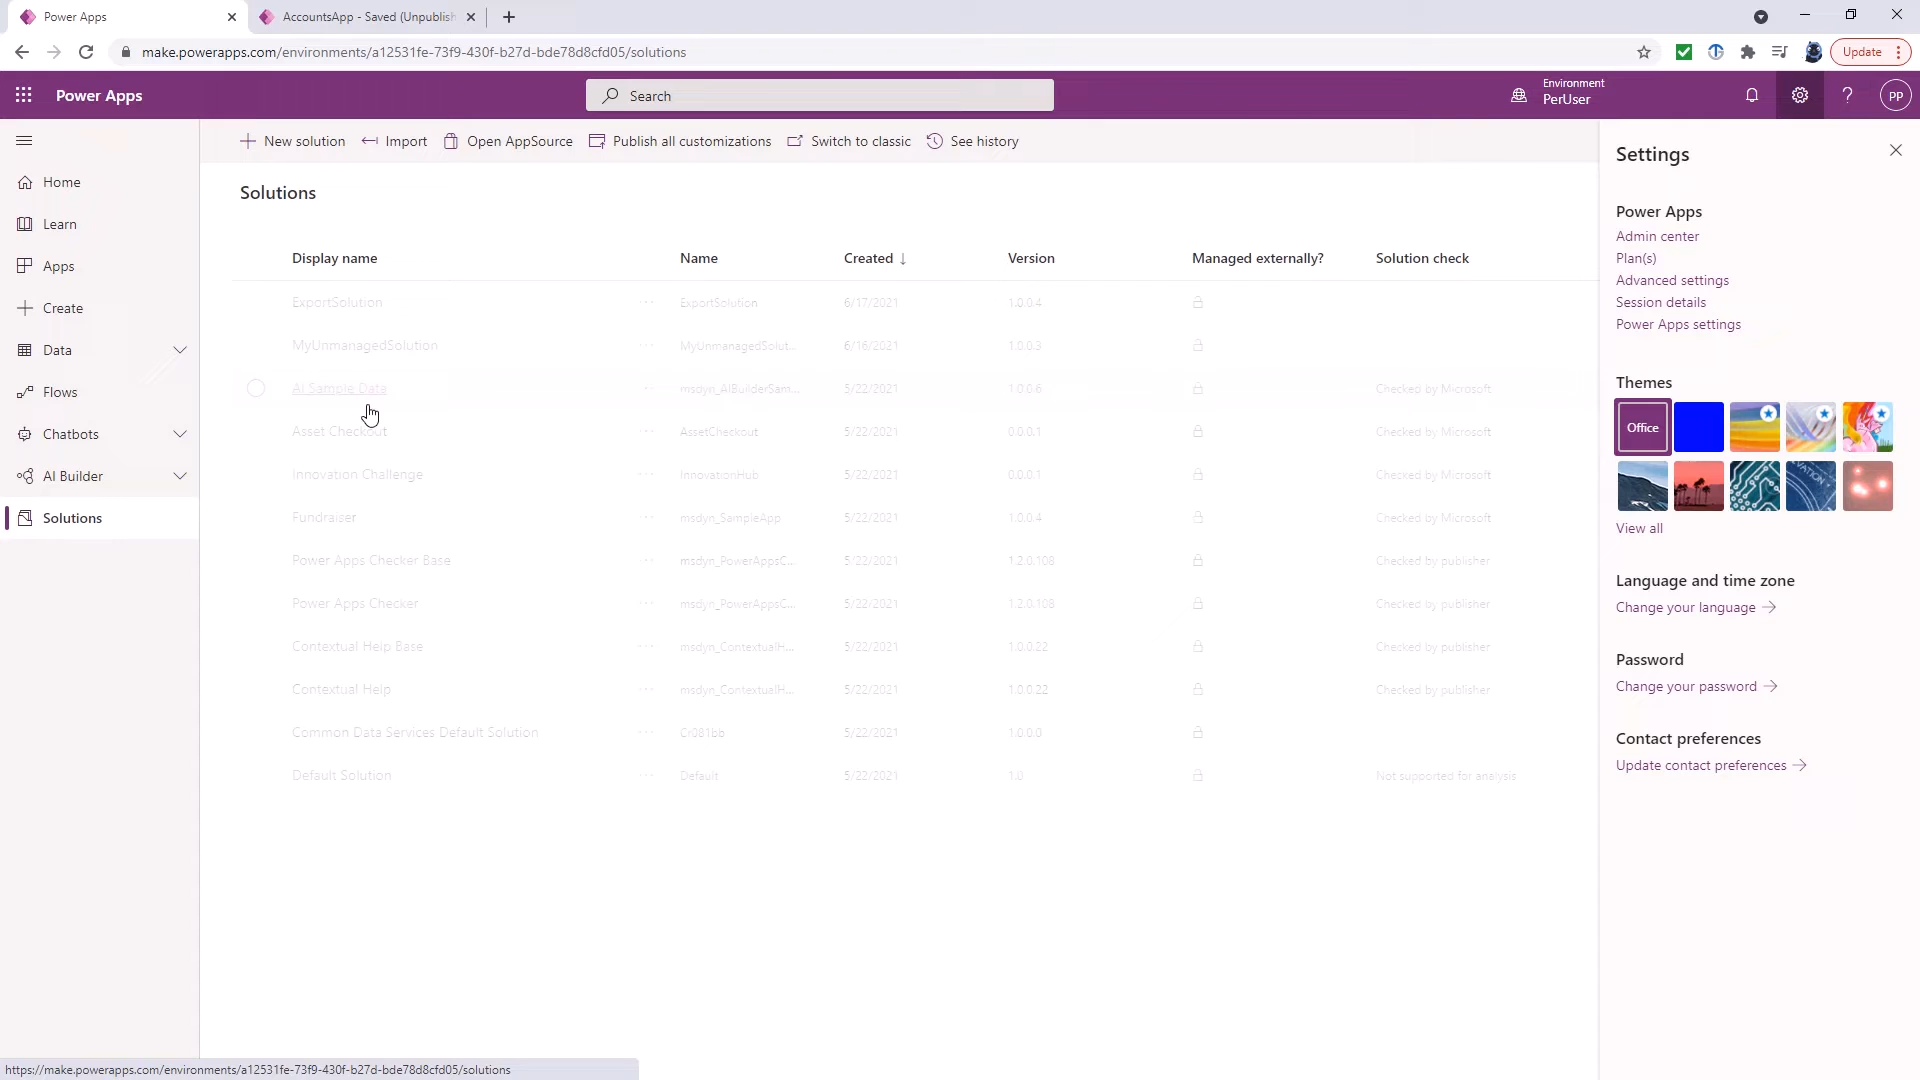 Power Apps
AccountsApp - Saved (Unpublish
make.powerapps.com/environments/a12531fe-73f9-430f-b27d-bde78d8cfd05/solutions
Update
Power Apps
Search
Environment
PerUser
?
PP
Home
Learn
Apps
Create
Data
Flows
Chatbots
AI Builder
Solutions
New solution
Import
Open AppSource
Publish all customizations
Switch to classic
See history
Solutions
Display name Name Created ↓ Version Managed externally? Solution check
ExportSolution ··· ExportSolution 6/17/2021 1.0.0.4
MyUnmanagedSolution ··· MyUnmanagedSolut... 6/16/2021 1.0.0.3
AI Sample Data ··· msdyn_AIBuilderSam... 5/22/2021 1.0.0.6 Checked by Microsoft
Asset Checkout ··· AssetCheckout 5/22/2021 0.0.0.1 Checked by Microsoft
Innovation Challenge ··· InnovationHub 5/22/2021 0.0.0.1 Checked by Microsoft
Fundraiser ··· msdyn_SampleApp 5/22/2021 1.0.0.4 Checked by Microsoft
Power Apps Checker Base ··· msdyn_PowerAppsC... 5/22/2021 1.2.0.108 Checked by publisher
Power Apps Checker ··· msdyn_PowerAppsC... 5/22/2021 1.2.0.108 Checked by publisher
Contextual Help Base ··· msdyn_ContextualH... 5/22/2021 1.0.0.22 Checked by publisher
Contextual Help ··· msdyn_ContextualH... 5/22/2021 1.0.0.22 Checked by publisher
Common Data Services Default Solution ··· Cr081bb 5/22/2021 1.0.0.0
Default Solution ··· Default 5/22/2021 1.0 Not supported for analysis
Settings
Power Apps
Admin center
Plan(s)
Advanced settings
Session details
Power Apps settings
Themes
Office
View all
Language and time zone
Change your language →
Password
Change your password →
Contact preferences
Update contact preferences →
https://make.powerapps.com/environments/a12531fe-73f9-430f-b27d-bde78d8cfd05/solutions